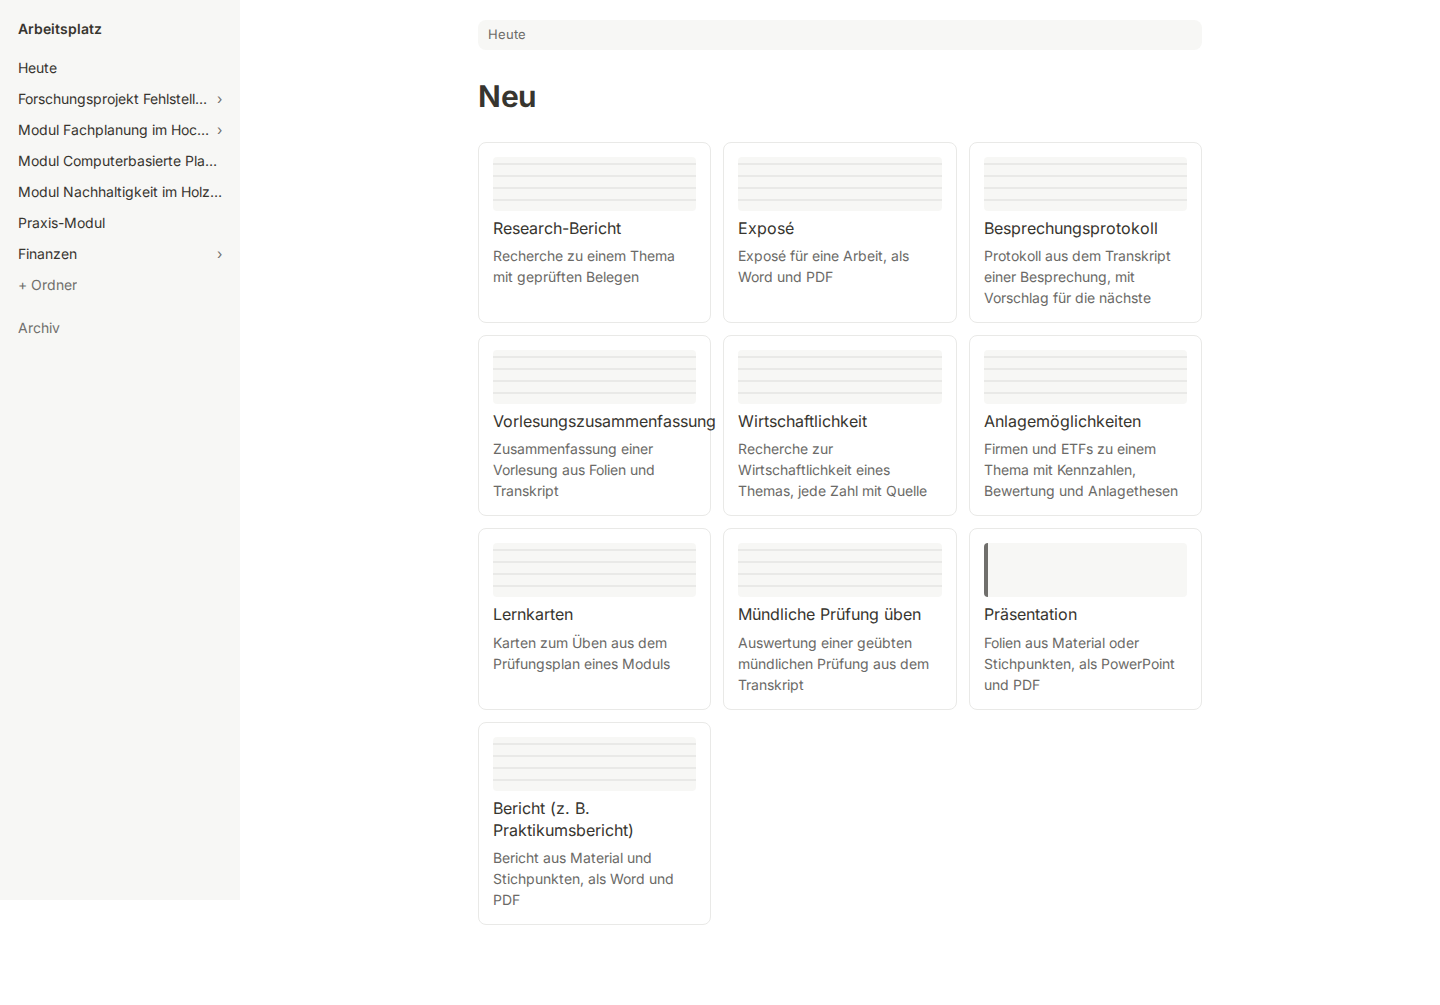 Arbeitsplatz
Heute
Forschungsprojekt Fehlstell... ›
Modul Fachplanung im Hoc... ›
Modul Computerbasierte Pla...
Modul Nachhaltigkeit im Holz...
Praxis-Modul
Finanzen ›
+ Ordner
Archiv
Heute
Neu
Research-Bericht
Recherche zu einem Thema
mit geprüften Belegen
Exposé
Exposé für eine Arbeit, als
Word und PDF
Besprechungsprotokoll
Protokoll aus dem Transkript
einer Besprechung, mit
Vorschlag für die nächste
Vorlesungszusammenfassung
Zusammenfassung einer
Vorlesung aus Folien und
Transkript
Wirtschaftlichkeit
Recherche zur
Wirtschaftlichkeit eines
Themas, jede Zahl mit Quelle
Anlagemöglichkeiten
Firmen und ETFs zu einem
Thema mit Kennzahlen,
Bewertung und Anlagethesen
Lernkarten
Karten zum Üben aus dem
Prüfungsplan eines Moduls
Mündliche Prüfung üben
Auswertung einer geübten
mündlichen Prüfung aus dem
Transkript
Präsentation
Folien aus Material oder
Stichpunkten, als PowerPoint
und PDF
Bericht (z. B.
Praktikumsbericht)
Bericht aus Material und
Stichpunkten, als Word und
PDF